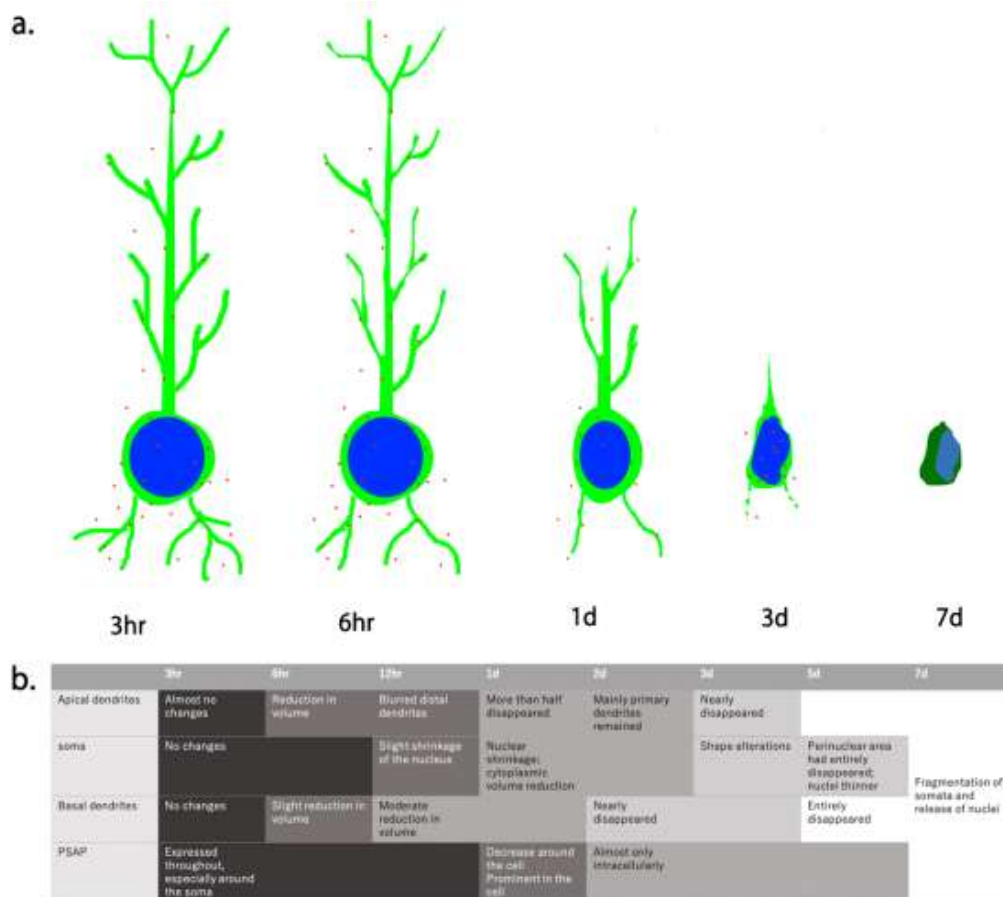 a.
3hr
6hr
1d
3d
7d
b.
3hr 6hr 12hr 1d 2d 3d 5d 7d
Apical dendrites
Almost no
changes
Reduction in
volume
Blurred distal
dendrites
More than half
disappeared
Mainly primary
dendrites
remained
Nearly
disappeared
soma
No changes
Slight shrinkage
of the nucleus
Nuclear
shrinkage;
cytoplasmic
volume reduction
Shape alterations
Perinuclear area
had entirely
disappeared;
nuclei thinner
Fragmentation of
somata and
release of nuclei
Basal dendrites
No changes
Slight reduction in
volume
Moderate
reduction in
volume
Nearly
disappeared
Entirely
disappeared
PSAP
Expressed
throughout,
especially around
the soma
Decrease around
the cell
Prominent in the
cell
Almost only
intracellularly